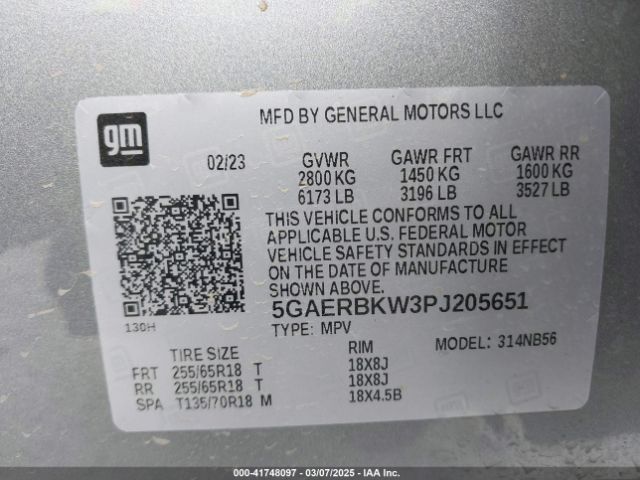 gm
MFD BY GENERAL MOTORS LLC
02/23 GVWR GAWR FRT GAWR RR
2800 KG 1450 KG 1600 KG
6173 LB 3196 LB 3527 LB
THIS VEHICLE CONFORMS TO ALL
APPLICABLE U.S. FEDERAL MOTOR
VEHICLE SAFETY STANDARDS IN EFFECT
ON THE DATE OF MANUFACTURE
SHOWN ABOVE.
5GAERBKW3PJ205651
130H
TYPE: MPV MODEL: 314NB56
TIRE SIZE RIM
FRT 255/65R18 T 18X8J
RR 255/65R18 T 18X8J
SPA T135/70R18 M 18X4.5B
000-41748097 | 03/07/2025 | IAA Inc.